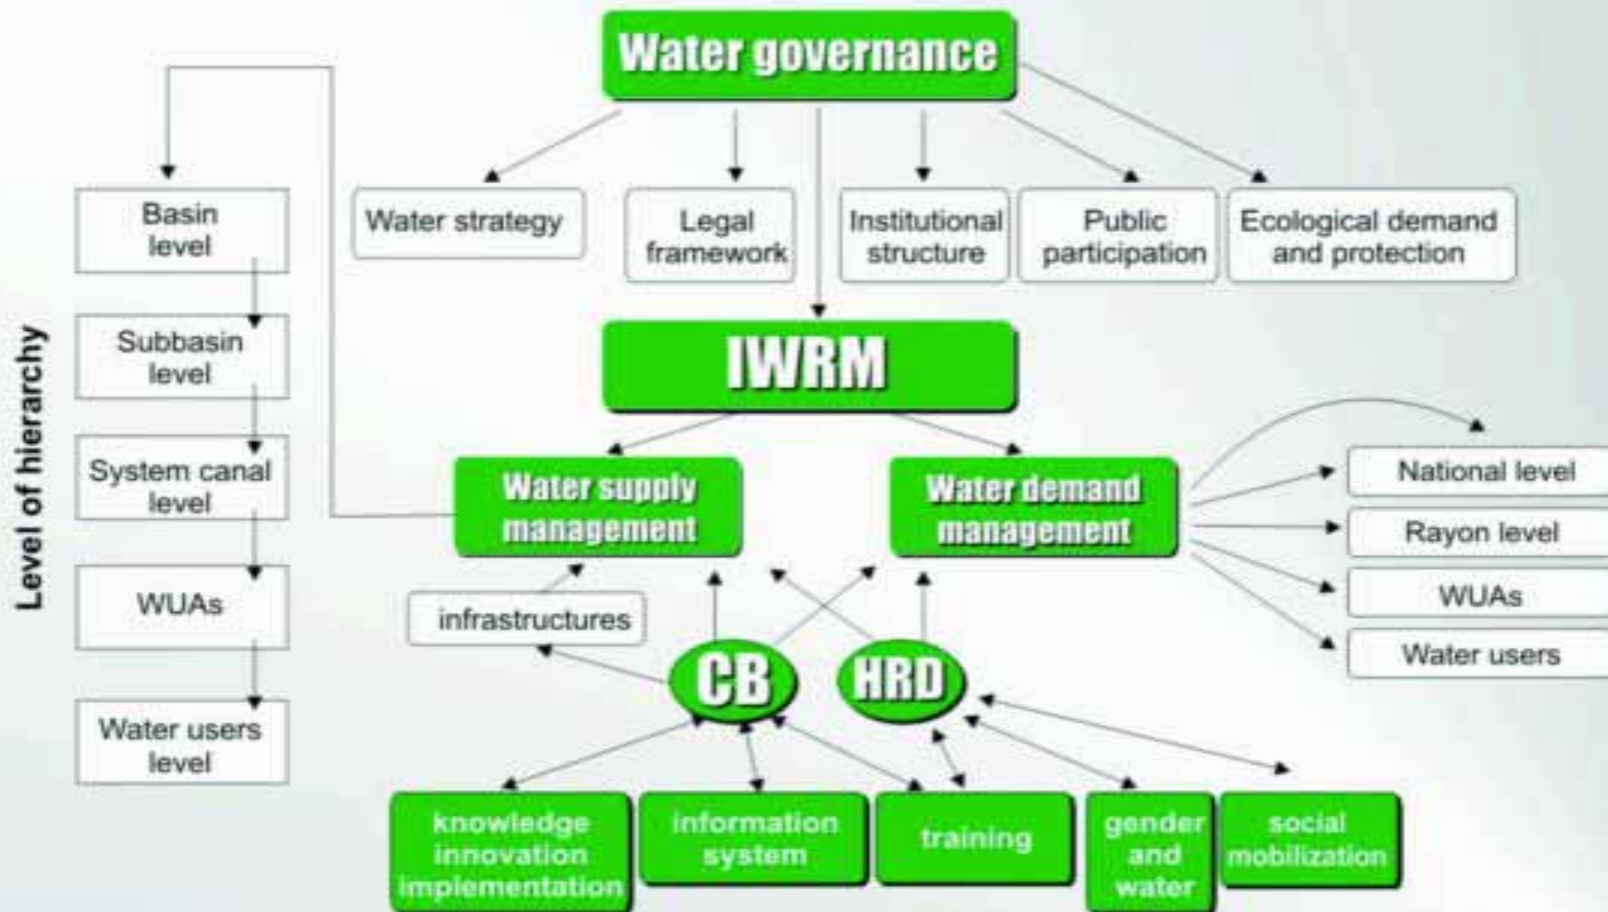 Water governance
Basin
level
Water strategy
Legal
framework
Institutional
structure
Public
participation
Ecological demand
and protection
Level of hierarchy
Subbasin
level
IWRM
System canal
level
Water supply
management
Water demand
management
National level
Rayon level
WUAs
Water users
WUAs
infrastructures
CB
HRD
Water users
level
knowledge
innovation
implementation
information
system
training
gender
and
water
social
mobilization